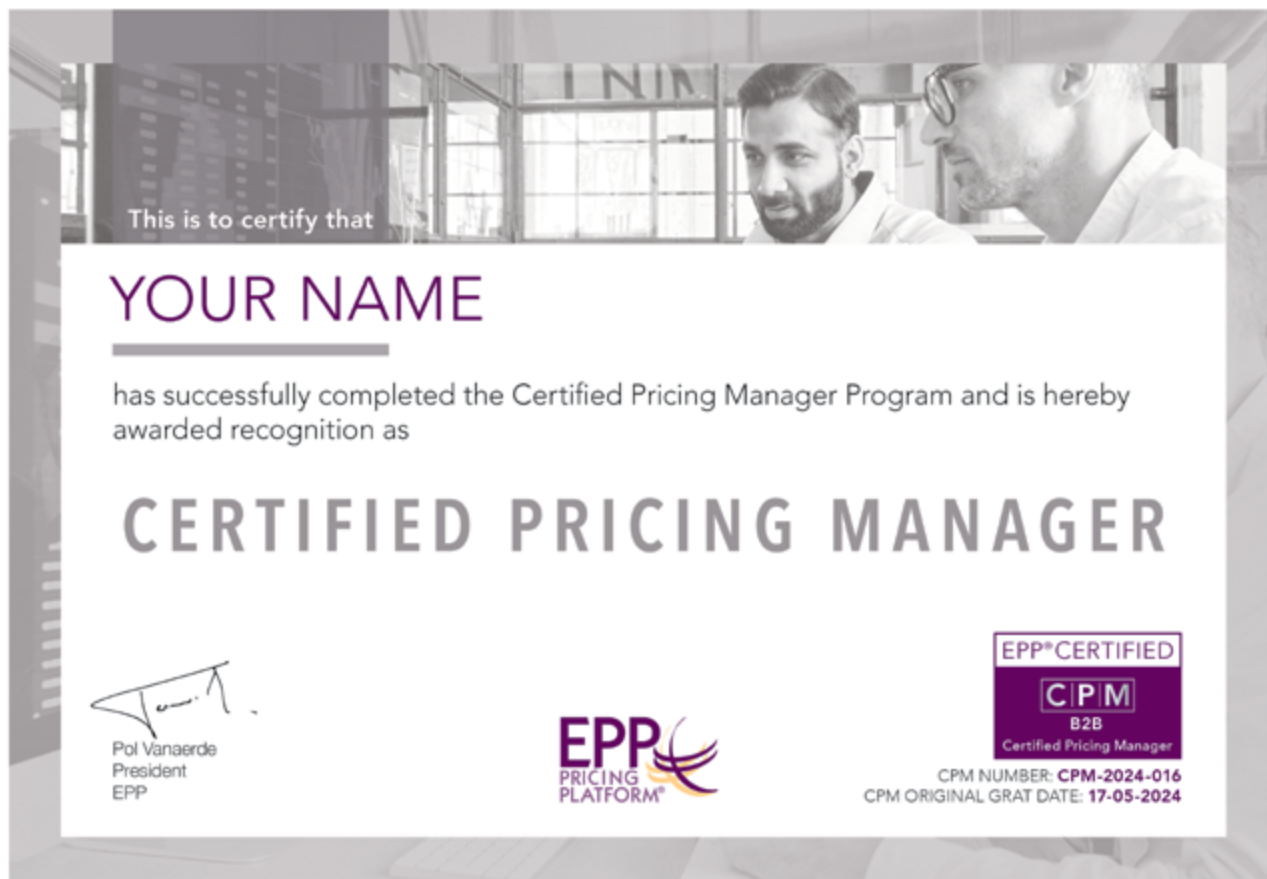 This is to certify that
YOUR NAME
has successfully completed the Certified Pricing Manager Program and is hereby
awarded recognition as
CERTIFIED PRICING MANAGER
Pol Vanaerde
President
EPP
EPP
PRICING
PLATFORM®
EPP®CERTIFIED
C|P|M
B2B
Certified Pricing Manager
CPM NUMBER: CPM-2024-016
CPM ORIGINAL GRAT DATE: 17-05-2024